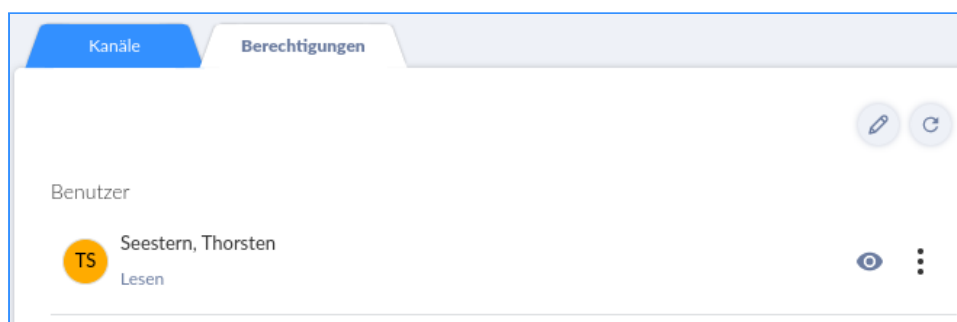 Kanäle
Berechtigungen
Benutzer
TS
Seestern, Thorsten
Lesen